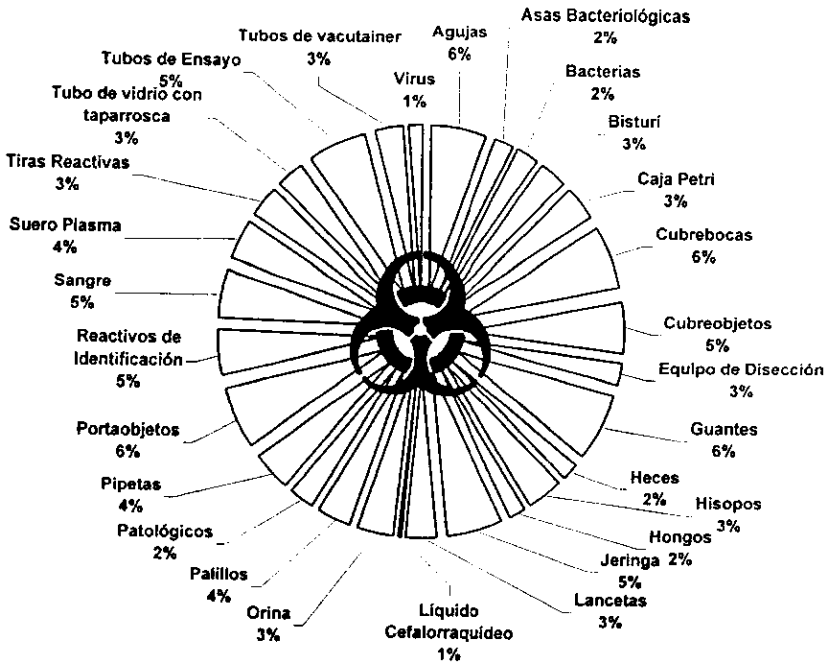 Agujas
6%
Asas Bacteriológicas
2%
Bacterias
2%
Bisturí
3%
Caja Petri
3%
Cubrebocas
6%
Cubreobjetos
5%
Equipo de Disección
3%
Guantes
6%
Heces
2%
Hisopos
3%
Hongos
2%
Jeringa
5%
Lancetas
3%
Líquido
Cefalorraquídeo
1%
Orina
3%
Palillos
4%
Patológicos
2%
Pipetas
4%
Portaobjetos
6%
Reactivos de
Identificación
5%
Sangre
5%
Suero Plasma
4%
Tiras Reactivas
3%
Tubo de vidrio con
taparrosca
3%
Tubos de Ensayo
5%
Tubos de vacutainer
3%
Virus
1%